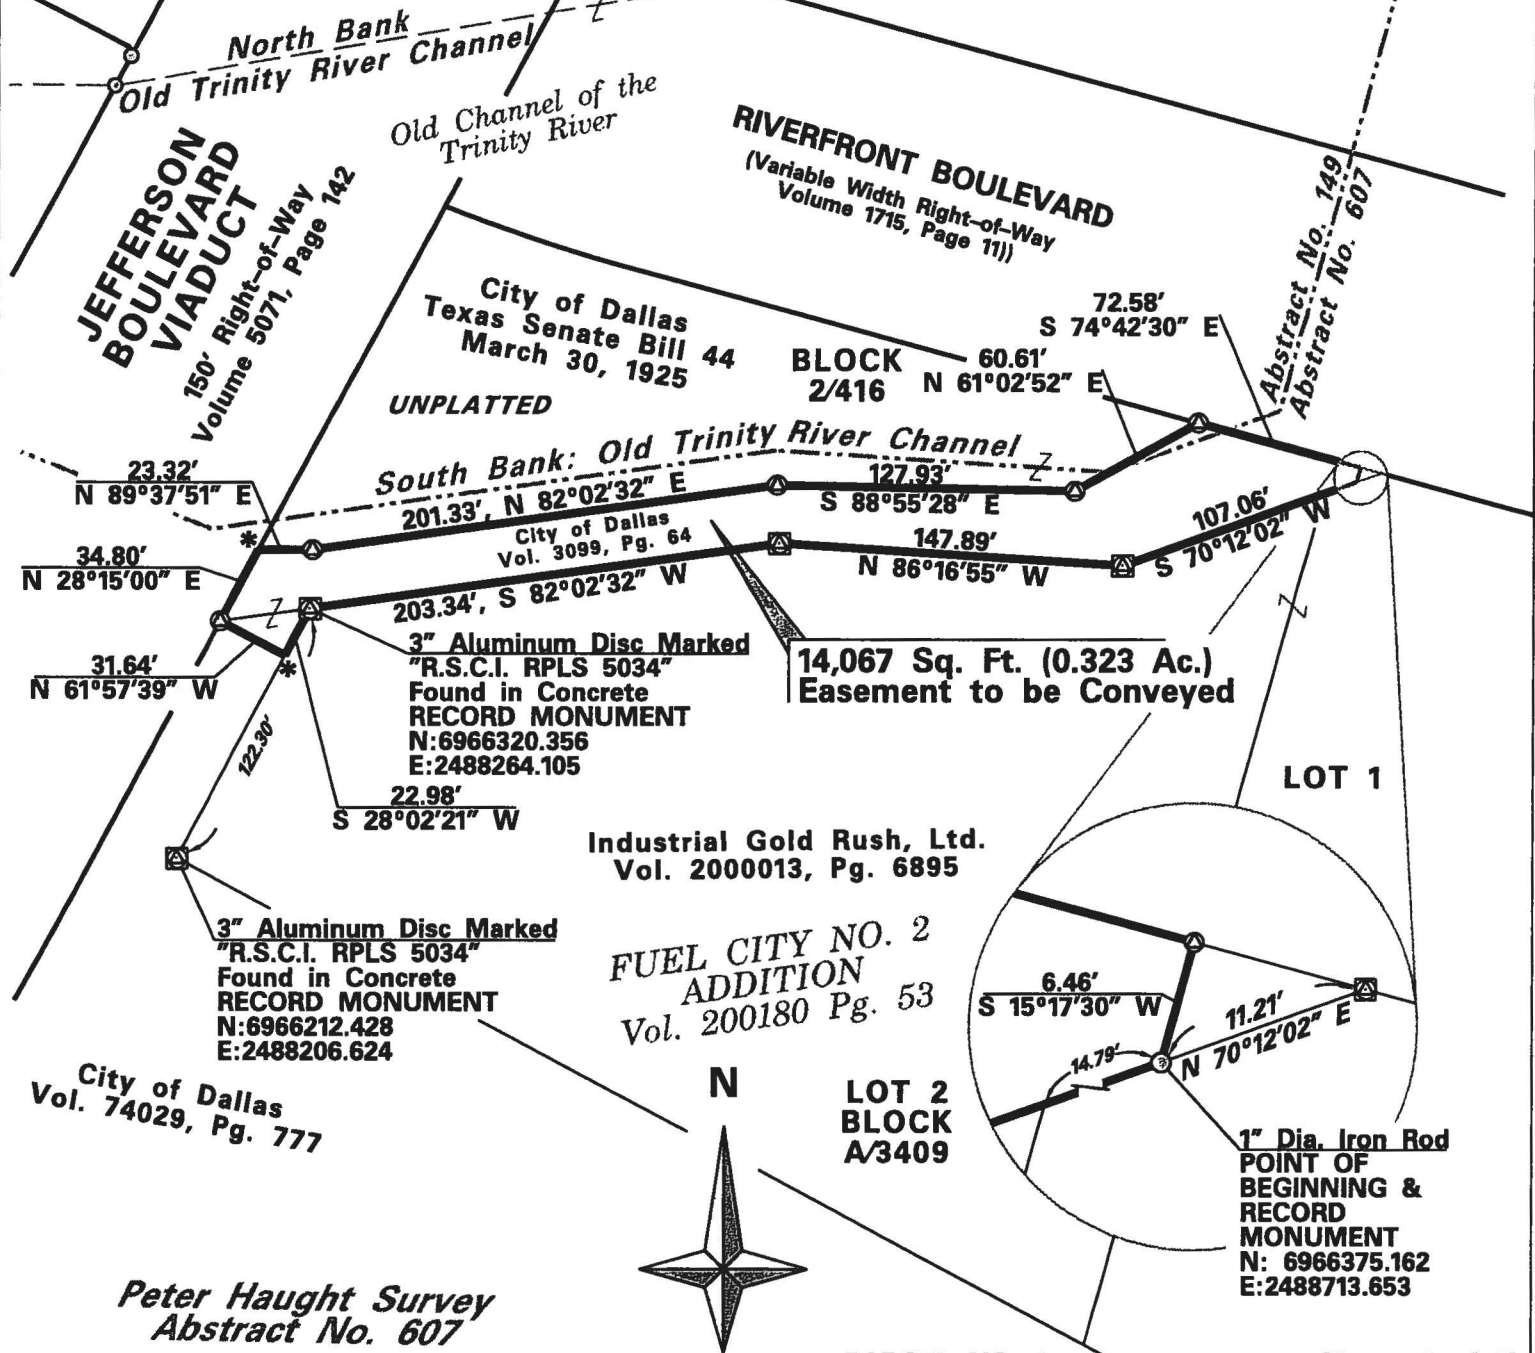 North Bank
Old Trinity River Channel
Old Channel of the
Trinity River
JEFFERSON
BOULEVARD
VIADUCT
150' Right-of-Way
Volume 5071, Page 142
RIVERFRONT BOULEVARD
(Variable Width Right-of-Way
Volume 1715, Page 11))
Abstract No. 149
Abstract No. 607
City of Dallas
Texas Senate Bill 44
March 30, 1925
UNPLATTED
BLOCK
2/416
72.58'
S 74°42'30" E
60.61'
N 61°02'52" E
South Bank: Old Trinity River Channel
23.32'
N 89°37'51" E
201.33', N 82°02'32" E
127.93'
S 88°55'28" E
City of Dallas
Vol. 3099, Pg. 64
107.06'
S 70°12'02" W
147.89'
N 86°16'55" W
34.80'
N 28°15'00" E
*
203.34', S 82°02'32" W
*
31.64'
N 61°57'39" W
3" Aluminum Disc Marked
"R.S.C.I. RPLS 5034"
Found in Concrete
RECORD MONUMENT
N:6966320.356
E:2488264.105
14,067 Sq. Ft. (0.323 Ac.)
Easement to be Conveyed
122.30'
22.98'
S 28°02'21" W
LOT 1
Industrial Gold Rush, Ltd.
Vol. 2000013, Pg. 6895
3" Aluminum Disc Marked
"R.S.C.I. RPLS 5034"
Found in Concrete
RECORD MONUMENT
N:6966212.428
E:2488206.624
FUEL CITY NO. 2
ADDITION
Vol. 200180 Pg. 53
6.46'
S 15°17'30" W
11.21'
N 70°12'02" E
14.79'
City of Dallas
Vol. 74029, Pg. 777
N
LOT 2
BLOCK
A/3409
1" Dia. Iron Rod
POINT OF
BEGINNING &
RECORD
MONUMENT
N: 6966375.162
E:2488713.653
Peter Haught Survey
Abstract No. 607